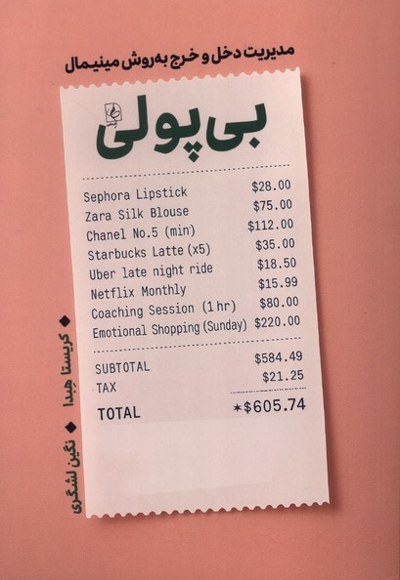 مدیریت دخل و خرج به‌روش مینیمال
بی‌پولی
Sephora Lipstick $28.00
Zara Silk Blouse $75.00
Chanel No.5 (min) $112.00
Starbucks Latte (x5) $35.00
Uber late night ride $18.50
Netflix Monthly $15.99
Coaching Session (1 hr) $80.00
Emotional Shopping (Sunday) $220.00
SUBTOTAL $584.49
TAX $21.25
TOTAL *$605.74
کریستا هیدا ◆ نگین لشگری ◆